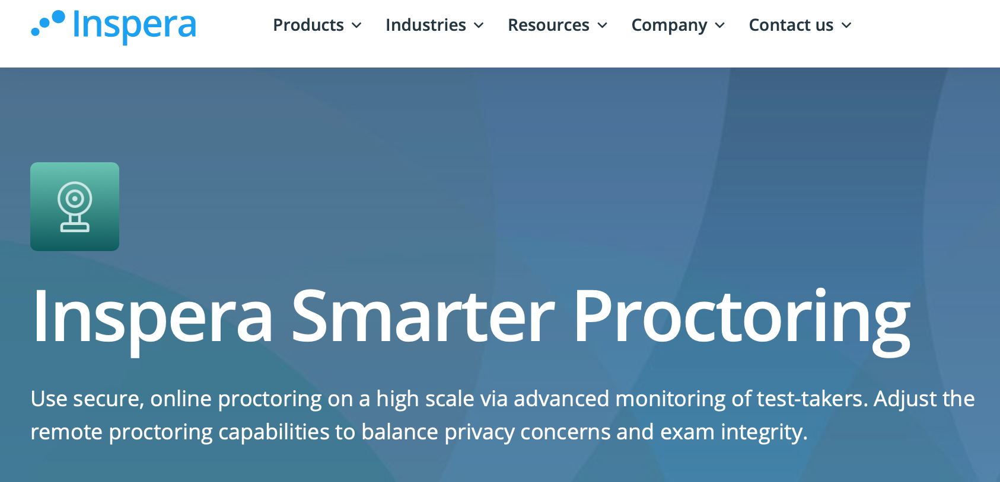 Inspera
Products Industries Resources Company Contact us
Inspera Smarter Proctoring
Use secure, online proctoring on a high scale via advanced monitoring of test-takers. Adjust the
remote proctoring capabilities to balance privacy concerns and exam integrity.